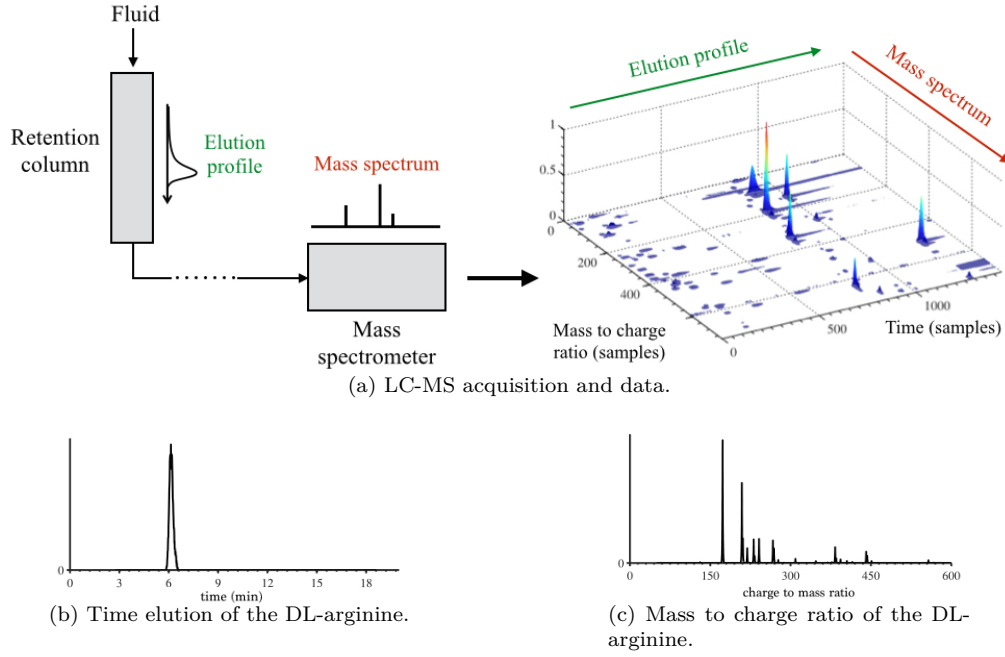 Fluid
Retention
column
Elution
profile
Mass spectrum
Mass
spectrometer
Elution profile
Mass spectrum
1
0.5
0
0
200
400
Mass to charge
ratio (samples)
0
500
1000
Time (samples)
(a) LC-MS acquisition and data.
0
0 3 6 9 12 15 18
time (min)
(b) Time elution of the DL-arginine.
0
0 150 300 450 600
charge to mass ratio
(c) Mass to charge ratio of the DL-
arginine.